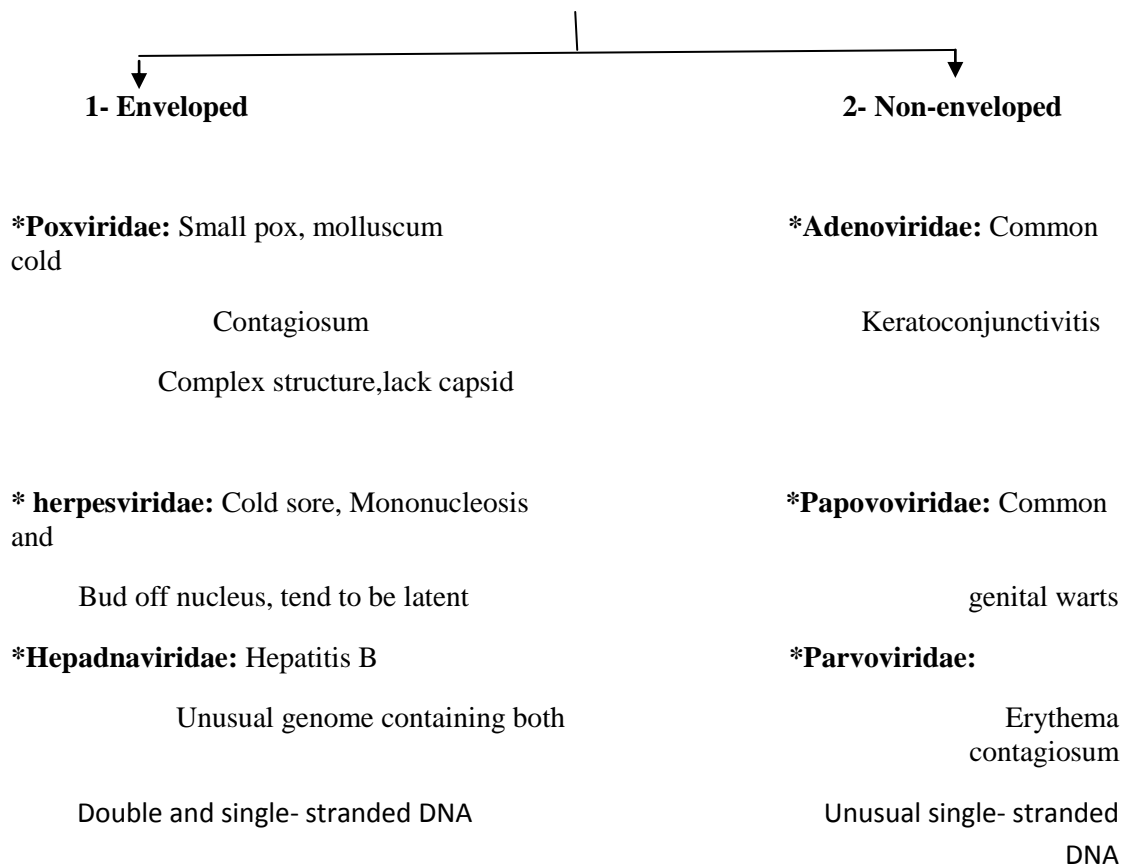 1- Enveloped 2- Non-enveloped
*Poxviridae: Small pox, molluscum *Adenoviridae: Common
cold
Contagiosum Keratoconjunctivitis
Complex structure,lack capsid
* herpesviridae: Cold sore, Mononucleosis *Papovoviridae: Common
and
Bud off nucleus, tend to be latent genital warts
*Hepadnaviridae: Hepatitis B *Parvoviridae:
Unusual genome containing both Erythema
contagiosum
Double and single- stranded DNA Unusual single- stranded
DNA